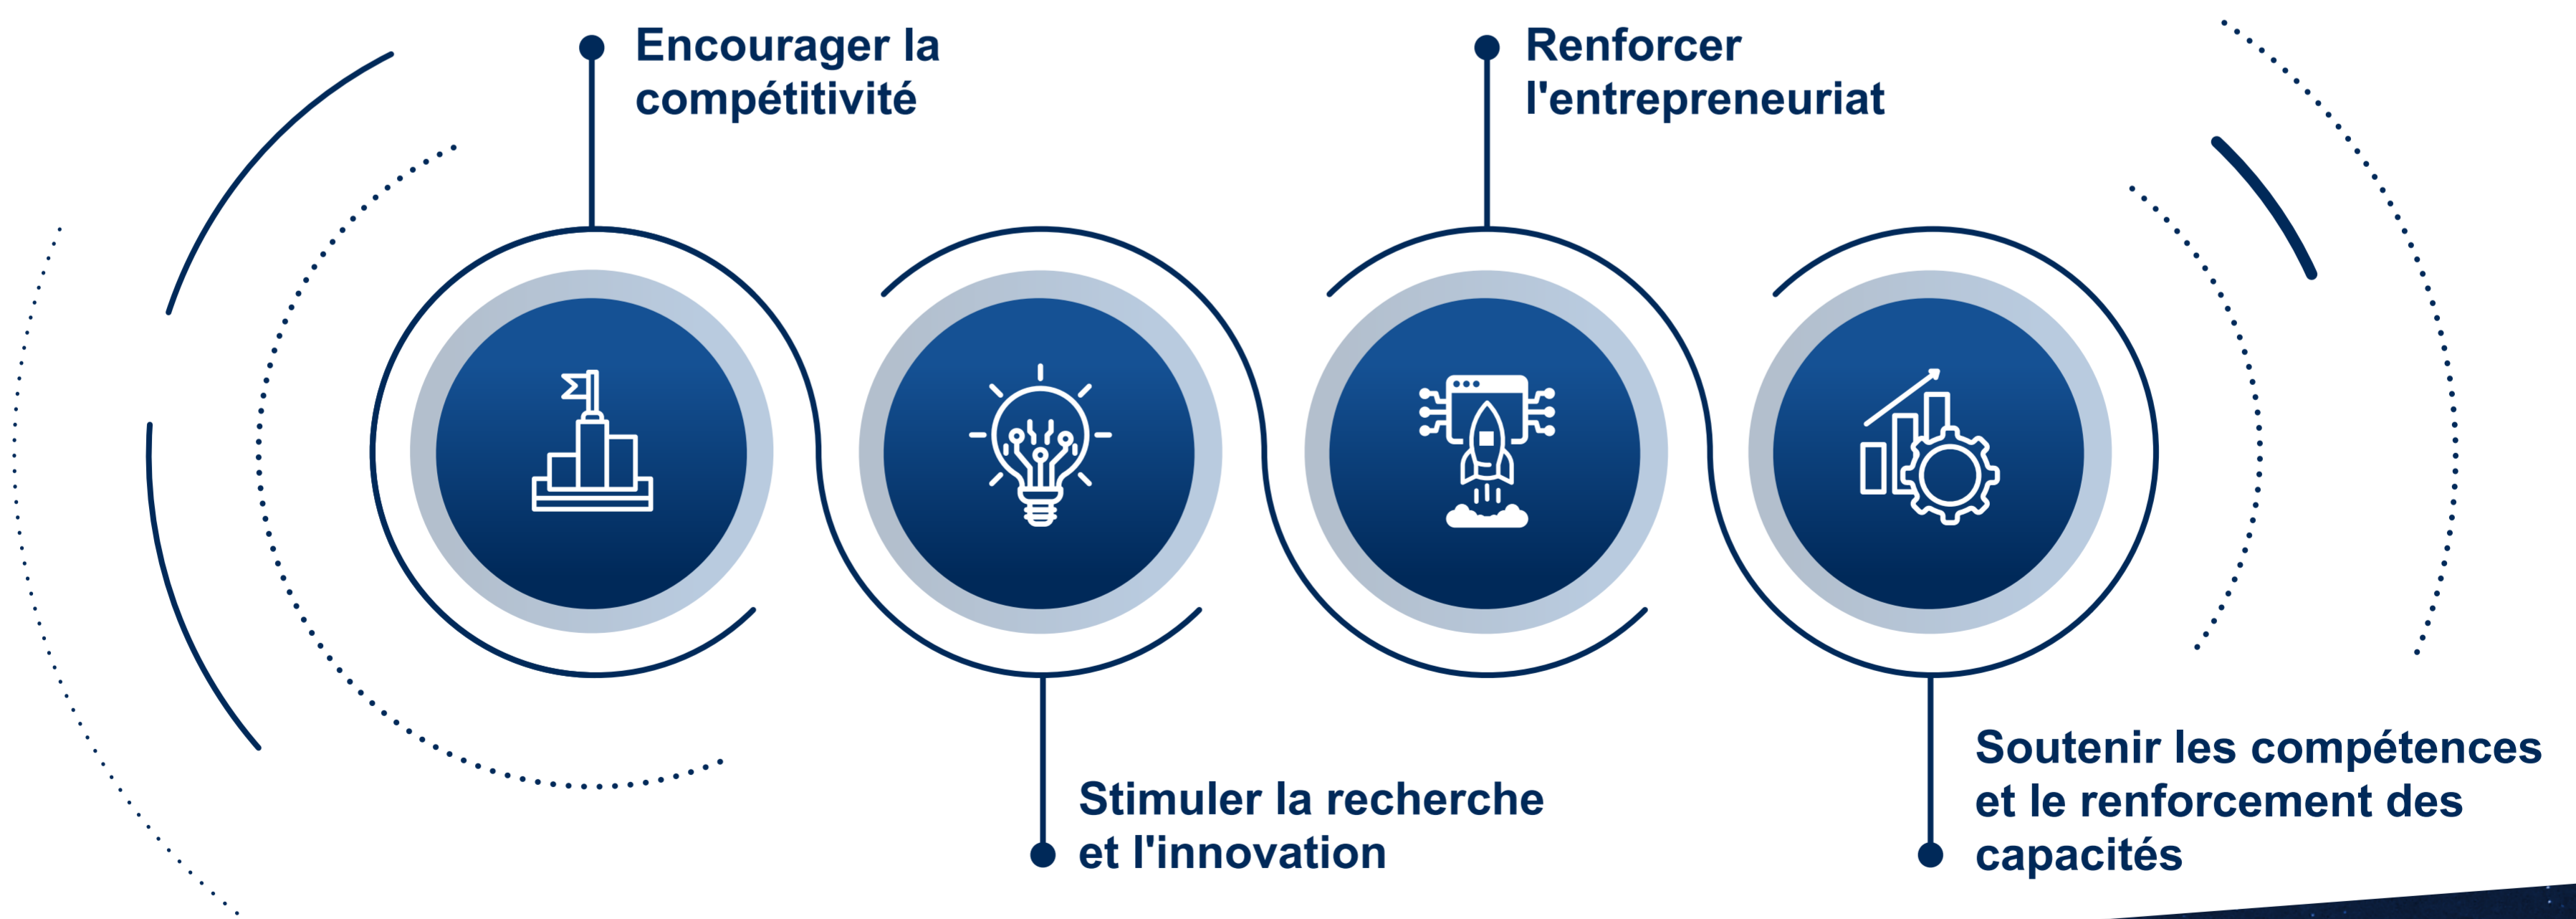 Encourager la
compétitivité
Stimuler la recherche
et l'innovation
Renforcer
l'entrepreneuriat
Soutenir les compétences
et le renforcement des
capacités